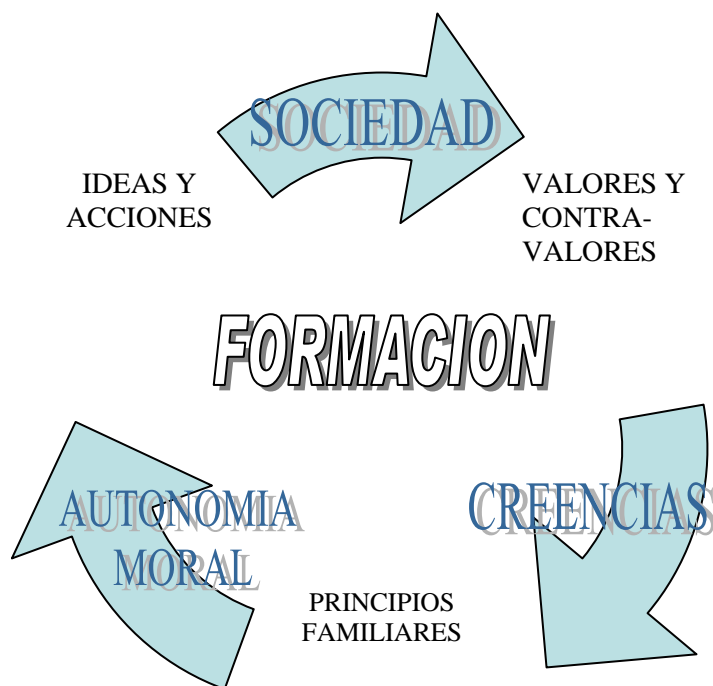 SOCIEDAD
IDEAS Y
ACCIONES
VALORES Y
CONTRA-
VALORES
FORMACION
CREENCIAS
AUTONOMIA
MORAL
PRINCIPIOS
FAMILIARES